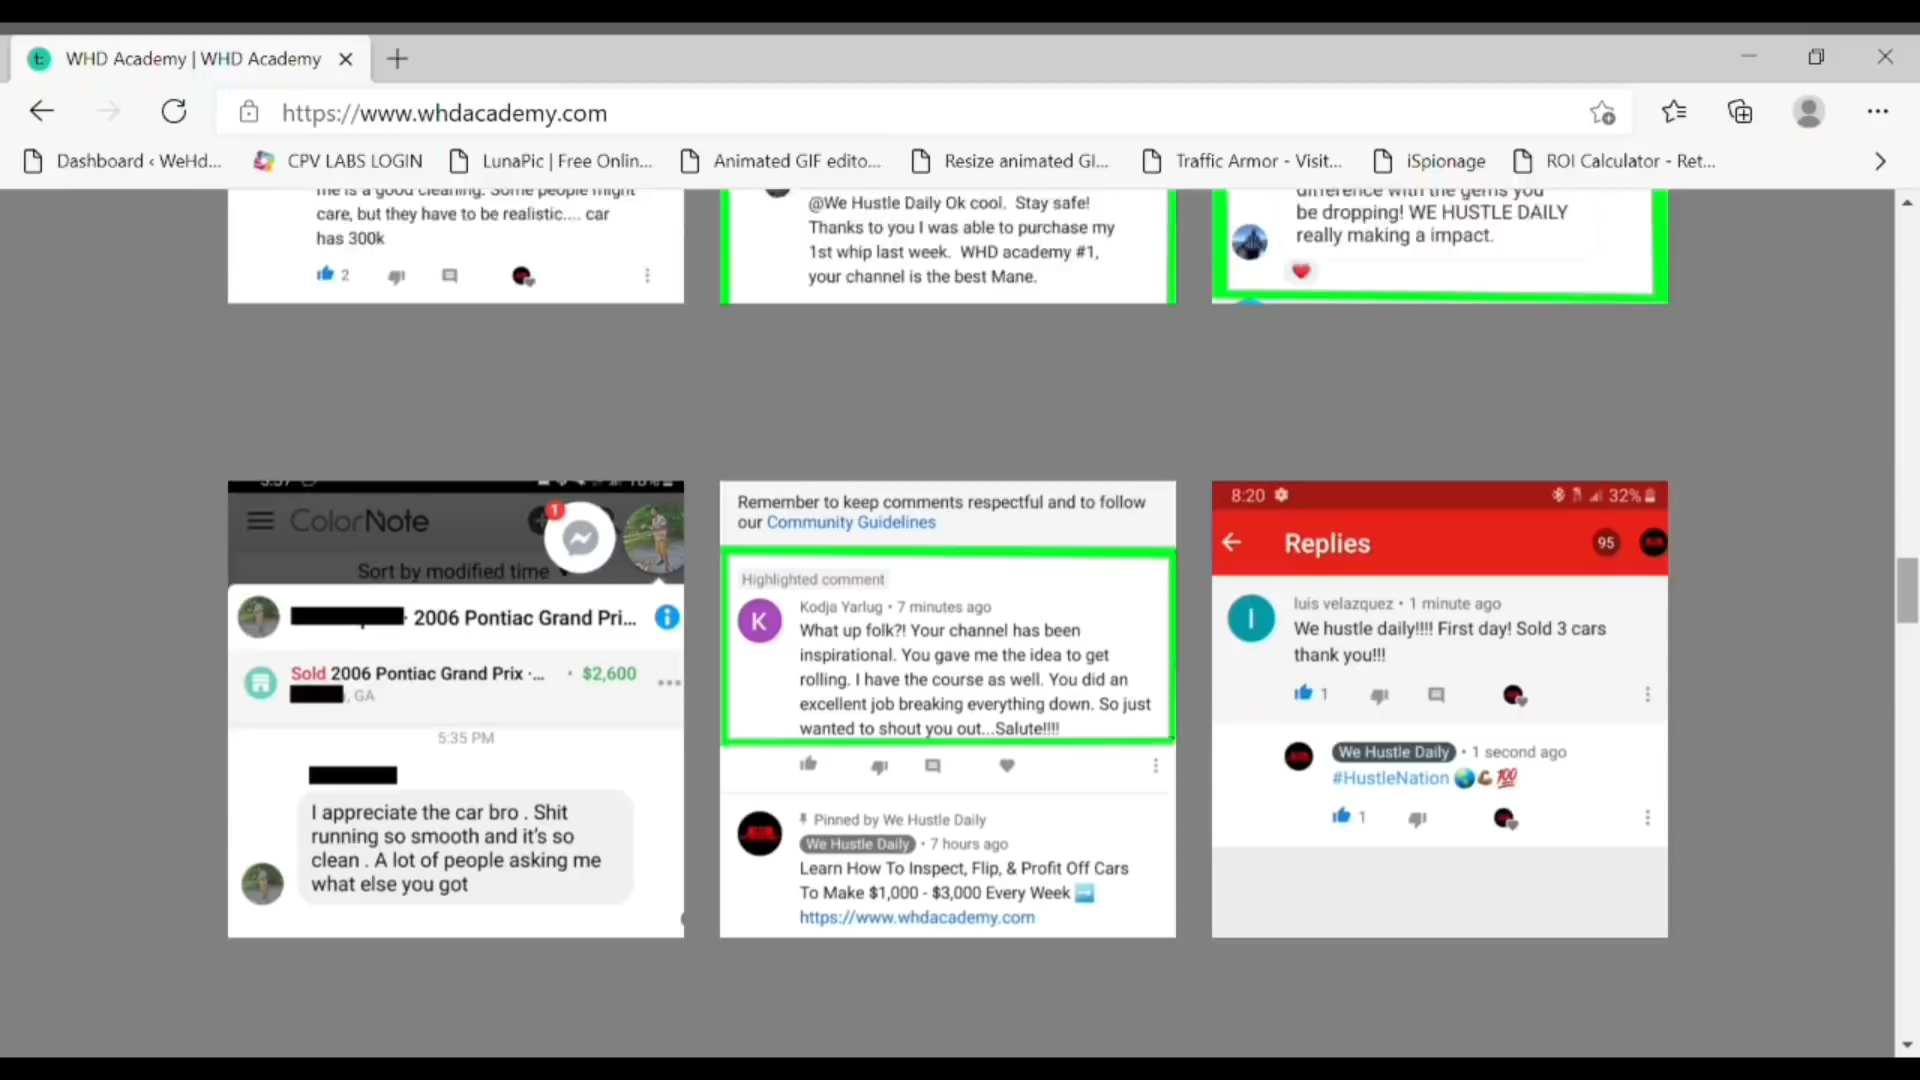 WHD Academy | WHD Academy
https://www.whdacademy.com
Dashboard ‹ WeHd...
CPV LABS LOGIN
LunaPic | Free Onlin...
Animated GIF edito...
Resize animated GI...
Traffic Armor - Visit...
iSpionage
ROI Calculator - Ret...
me is a good cleaning. Some people might
care, but they have to be realistic.... car
has 300k
2
@We Hustle Daily Ok cool. Stay safe!
Thanks to you I was able to purchase my
1st whip last week. WHD academy #1,
your channel is the best Mane.
difference with the gems you
be dropping! WE HUSTLE DAILY
really making a impact.
ColorNote
1
Sort by modified time
2006 Pontiac Grand Pri...
Sold 2006 Pontiac Grand Prix ·... · $2,600
, GA
5:35 PM
I appreciate the car bro . Shit
running so smooth and it's so
clean . A lot of people asking me
what else you got
Remember to keep comments respectful and to follow
our Community Guidelines
Highlighted comment
K
Kodja Yarlug • 7 minutes ago
What up folk?! Your channel has been
inspirational. You gave me the idea to get
rolling. I have the course as well. You did an
excellent job breaking everything down. So just
wanted to shout you out...Salute!!!!
Pinned by We Hustle Daily
We Hustle Daily • 7 hours ago
Learn How To Inspect, Flip, & Profit Off Cars
To Make $1,000 - $3,000 Every Week ➡️
https://www.whdacademy.com
8:20
32%
Replies
95
l
luis velazquez • 1 minute ago
We hustle daily!!!! First day! Sold 3 cars
thank you!!!
1
We Hustle Daily • 1 second ago
#HustleNation 🌎💪🏾💯
1